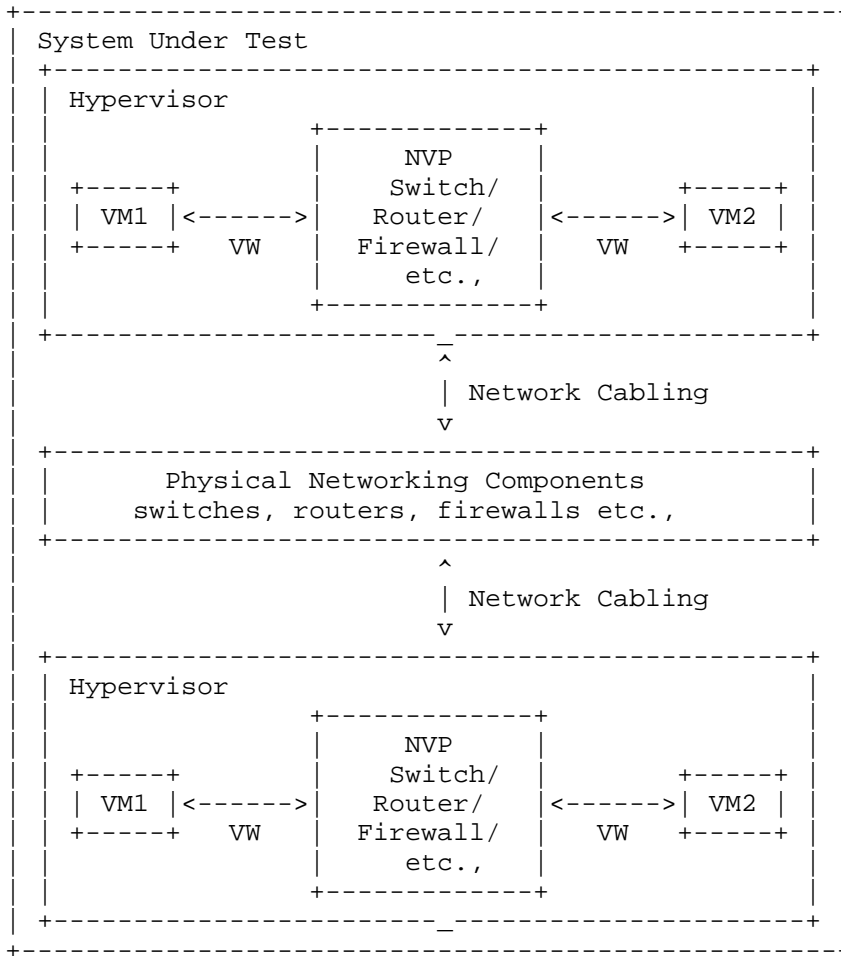 System Under Test
Hypervisor
NVP
Switch/
VM1 <------> Router/ <------> VM2
VW Firewall/ VW
etc.,
^
| Network Cabling
v
Physical Networking Components
switches, routers, firewalls etc.,
^
| Network Cabling
v
Hypervisor
NVP
Switch/
VM1 <------> Router/ <------> VM2
VW Firewall/ VW
etc.,